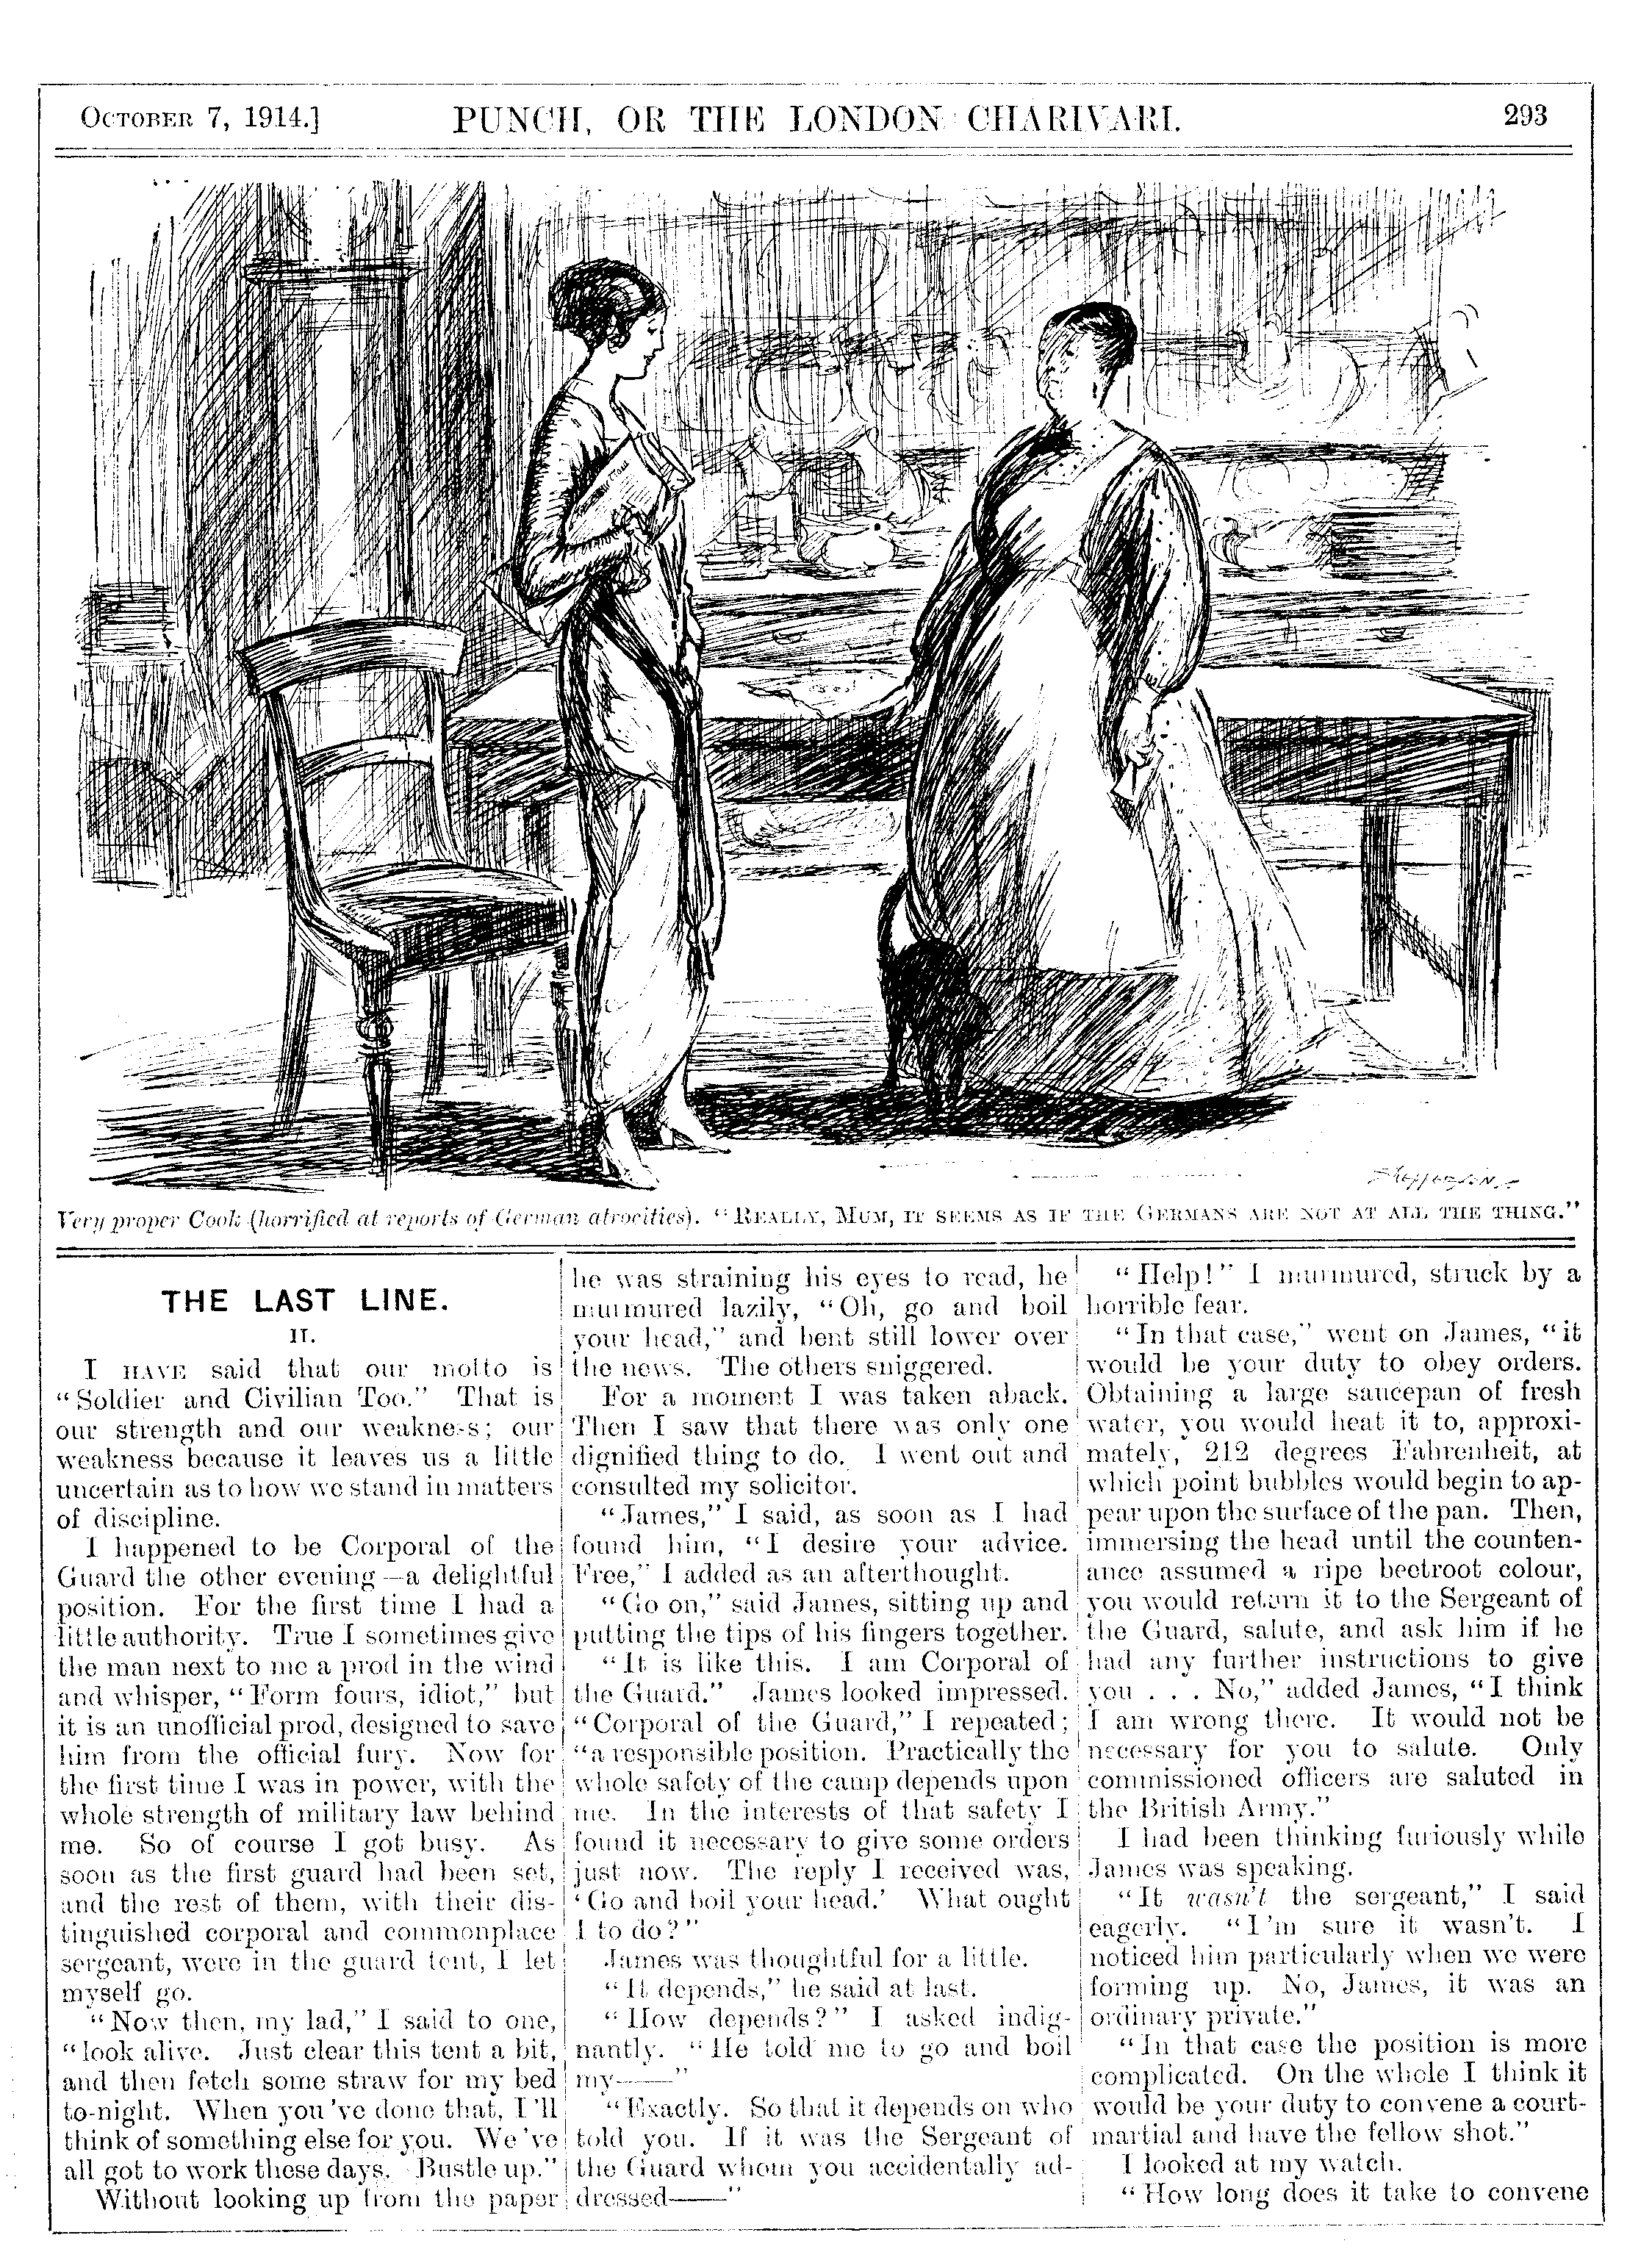 OCTOBER 7, 1914.]
PUNCH, OR THE LONDON CHARIVARI.
293
Very proper Cook (horrified at reports of German atrocities). "REALLY, MUM, IT SEEMS AS IF THE GERMANS ARE NOT AT ALL THE THING."
THE LAST LINE.
II.
I HAVE said that our motto is
"Soldier and Civilian Too." That is
our strength and our weakness; our
weakness because it leaves us a little
uncertain as to how we stand in matters
of discipline.
I happened to be Corporal of the
Guard the other evening—a delightful
position. For the first time I had a
little authority. True I sometimes give
the man next to me a prod in the wind
and whisper, "Form fours, idiot," but
it is an unofficial prod, designed to save
him from the official fury. Now for
the first time I was in power, with the
whole strength of military law behind
me. So of course I got busy. As
soon as the first guard had been set,
and the rest of them, with their dis-
tinguished corporal and commonplace
sergeant, were in the guard tent, I let
myself go.
"Now then, my lad," I said to one,
"look alive. Just clear this tent a bit,
and then fetch some straw for my bed
to-night. When you've done that, I'll
think of something else for you. We've
all got to work these days. Bustle up."
Without looking up from the paper
he was straining his eyes to read, he
murmured lazily, "Oh, go and boil
your head," and bent still lower over
the news. The others sniggered.
For a moment I was taken aback.
Then I saw that there was only one
dignified thing to do. I went out and
consulted my solicitor.
"James," I said, as soon as I had
found him, "I desire your advice.
Free," I added as an afterthought.
"Go on," said James, sitting up and
putting the tips of his fingers together.
"It is like this. I am Corporal of
the Guard." James looked impressed.
"Corporal of the Guard," I repeated;
"a responsible position. Practically the
whole safety of the camp depends upon
me. In the interests of that safety I
found it necessary to give some orders
just now. The reply I received was,
'Go and boil your head.' What ought
I to do?"
James was thoughtful for a little.
"It depends," he said at last.
"How depends?" I asked indig-
nantly. "He told me to go and boil
my——"
"Exactly. So that it depends on who
told you. If it was the Sergeant of
the Guard whom you accidentally ad-
dressed——"
"Help!" I murmured, struck by a
horrible fear.
"In that case," went on James, "it
would be your duty to obey orders.
Obtaining a large saucepan of fresh
water, you would heat it to, approxi-
mately, 212 degrees Fahrenheit, at
which point bubbles would begin to ap-
pear upon the surface of the pan. Then,
immersing the head until the counten-
ance assumed a ripe beetroot colour,
you would return it to the Sergeant of
the Guard, salute, and ask him if he
had any further instructions to give
you . . . No," added James, "I think
I am wrong there. It would not be
necessary for you to salute. Only
commissioned officers are saluted in
the British Army."
I had been thinking furiously while
James was speaking.
"It wasn't the sergeant," I said
eagerly. "I'm sure it wasn't. I
noticed him particularly when we were
forming up. No, James, it was an
ordinary private."
"In that case the position is more
complicated. On the whole I think it
would be your duty to convene a court-
martial and have the fellow shot."
I looked at my watch.
"How long does it take to convene